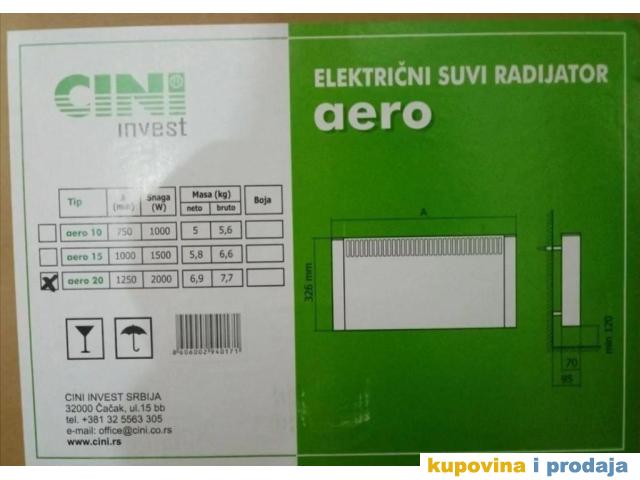 CINI
invest
ELEKTRIČNI SUVI RADIJATOR
aero
Tip
A
(mm)
Snaga
(W)
Masa (kg)
neto bruto
Boja
aero 10 750 1000 5 5,6
aero 15 1000 1500 5,8 6,6
aero 20 1250 2000 6,9 7,7
8606002940171
CINI INVEST SRBIJA
32000 Čačak, ul.15 bb
tel. +381 32 5563 305
e-mail: office@cini.co.rs
www.cini.rs
A
326 mm
min 120
70
95
kupovina i prodaja